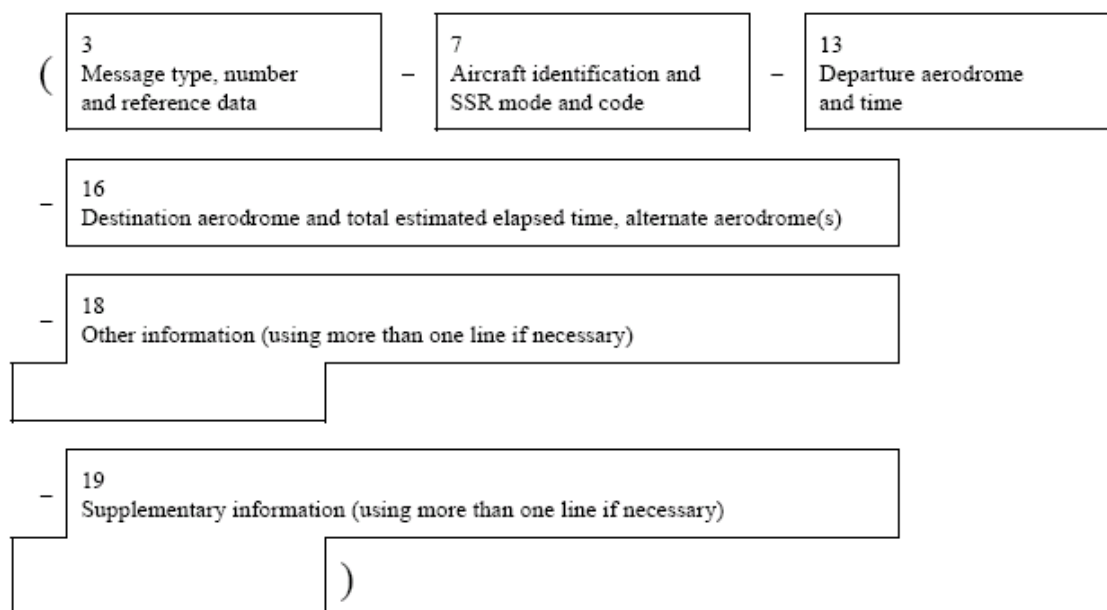 ( 3 – 7 – 13
Message type, number Aircraft identification and Departure aerodrome
and reference data SSR mode and code and time
– 16
Destination aerodrome and total estimated elapsed time, alternate aerodrome(s)
– 18
Other information (using more than one line if necessary)
– 19
Supplementary information (using more than one line if necessary)
)